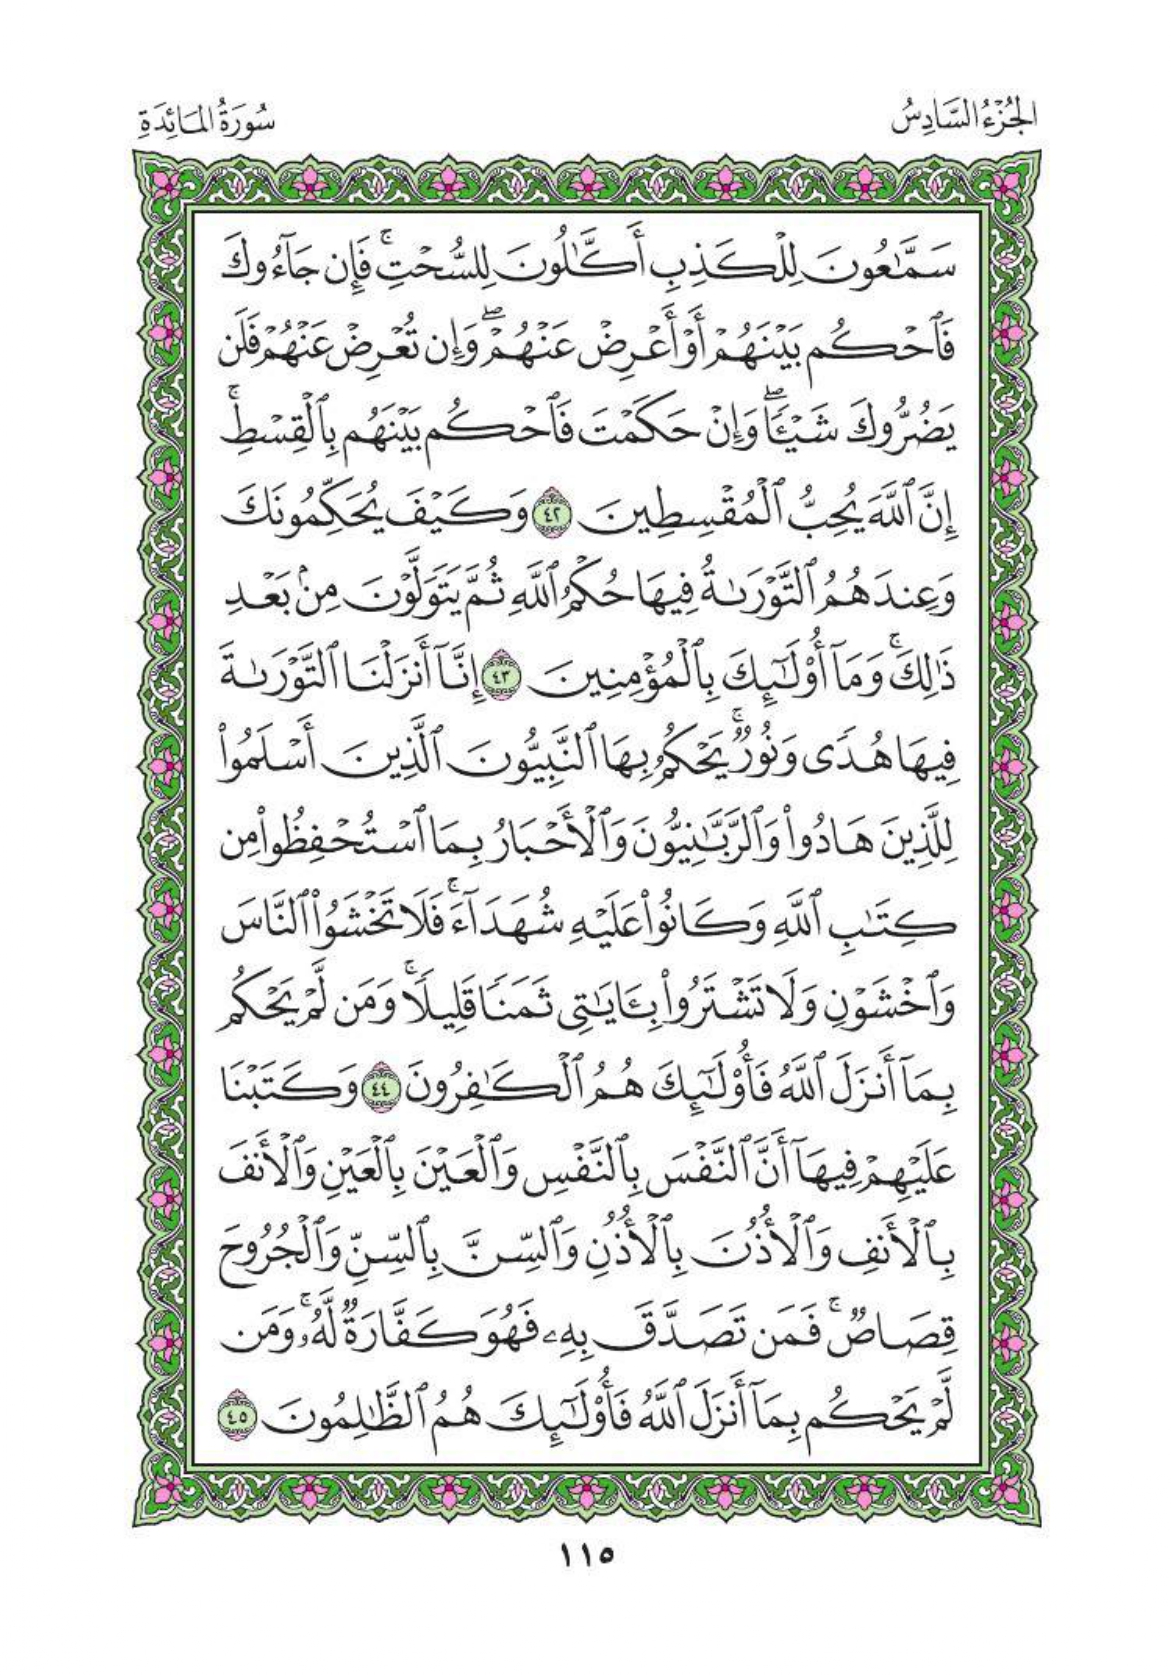 الجُزْءُ السَّادِسُ
سُورَةُ المَائِدَةِ
سَمَّٰعُونَ لِلْكَذِبِ أَكَّٰلُونَ لِلسُّحْتِۚ فَإِن جَآءُوكَ
فَٱحْكُم بَيْنَهُمْ أَوْ أَعْرِضْ عَنْهُمْۖ وَإِن تُعْرِضْ عَنْهُمْ فَلَن
يَضُرُّوكَ شَيْـًٔاۖ وَإِنْ حَكَمْتَ فَٱحْكُم بَيْنَهُم بِٱلْقِسْطِۚ
إِنَّ ٱللَّهَ يُحِبُّ ٱلْمُقْسِطِينَ ٤٢ وَكَيْفَ يُحَكِّمُونَكَ
وَعِندَهُمُ ٱلتَّوْرَىٰةُ فِيهَا حُكْمُ ٱللَّهِ ثُمَّ يَتَوَلَّوْنَ مِنۢ بَعْدِ
ذَٰلِكَۚ وَمَآ أُوْلَٰٓئِكَ بِٱلْمُؤْمِنِينَ ٤٣ إِنَّآ أَنزَلْنَا ٱلتَّوْرَىٰةَ
فِيهَا هُدًى وَنُورٌۚ يَحْكُمُ بِهَا ٱلنَّبِيُّونَ ٱلَّذِينَ أَسْلَمُواْ
لِلَّذِينَ هَادُواْ وَٱلرَّبَّٰنِيُّونَ وَٱلْأَحْبَارُ بِمَا ٱسْتُحْفِظُواْ مِن
كِتَٰبِ ٱللَّهِ وَكَانُواْ عَلَيْهِ شُهَدَآءَۚ فَلَا تَخْشَوُاْ ٱلنَّاسَ
وَٱخْشَوْنِ وَلَا تَشْتَرُواْ بِـَٔايَٰتِي ثَمَنًا قَلِيلًاۚ وَمَن لَّمْ يَحْكُم
بِمَآ أَنزَلَ ٱللَّهُ فَأُوْلَٰٓئِكَ هُمُ ٱلْكَٰفِرُونَ ٤٤ وَكَتَبْنَا
عَلَيْهِمْ فِيهَآ أَنَّ ٱلنَّفْسَ بِٱلنَّفْسِ وَٱلْعَيْنَ بِٱلْعَيْنِ وَٱلْأَنفَ
بِٱلْأَنفِ وَٱلْأُذُنَ بِٱلْأُذُنِ وَٱلسِّنَّ بِٱلسِّنِّ وَٱلْجُرُوحَ
قِصَاصٌۚ فَمَن تَصَدَّقَ بِهِۦ فَهُوَ كَفَّارَةٌ لَّهُۥۚ وَمَن
لَّمْ يَحْكُم بِمَآ أَنزَلَ ٱللَّهُ فَأُوْلَٰٓئِكَ هُمُ ٱلظَّٰلِمُونَ ٤٥
١١٥